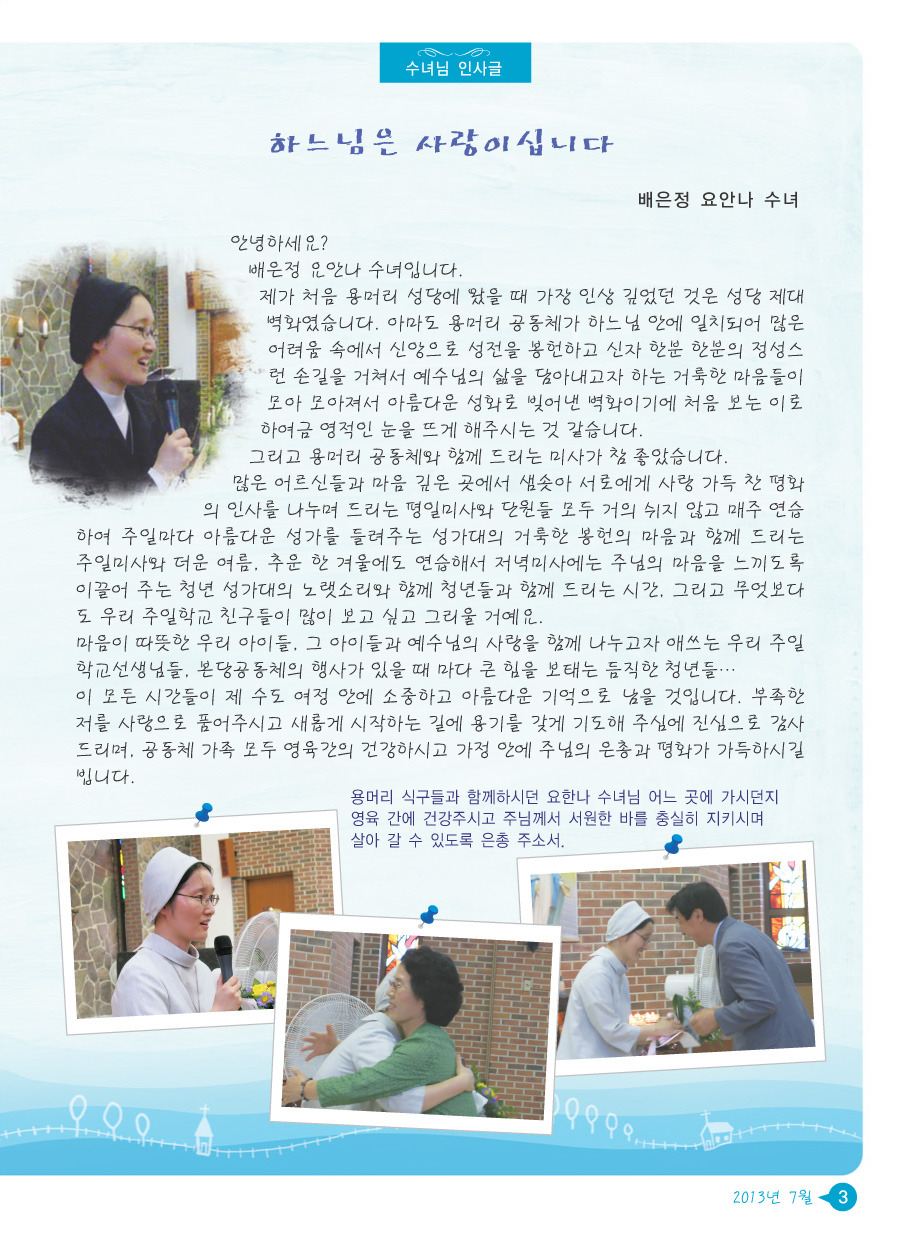 수녀님 인사글
하느님은 사랑이십니다
배은정 요안나 수녀
안녕하세요?
배은정 요안나 수녀입니다.
제가 처음 용머리 성당에 왔을 때 가장 인상 깊었던 것은 성당 제대
벽화였습니다. 아마도 용머리 공동체가 하느님 안에 일치되어 많은
어려움 속에서 신앙으로 성전을 봉헌하고 신자 한분 한분의 정성스
런 손길을 거쳐서 예수님의 삶을 담아내고자 하는 거룩한 마음들이
모아 모아져서 아름다운 성화로 빚어낸 벽화이기에 처음 보는 이로
하여금 영적인 눈을 뜨게 해주시는 것 같습니다.
그리고 용머리 공동체와 함께 드리는 미사가 참 좋았습니다.
많은 어르신들과 마음 깊은 곳에서 샘솟아 서로에게 사랑 가득 찬 평화
의 인사를 나누며 드리는 평일미사와 단원들 모두 거의 쉬지 않고 매주 연습
하여 주일마다 아름다운 성가를 들려주는 성가대의 거룩한 봉헌의 마음과 함께 드리는
주일미사와 더운 여름, 추운 한 겨울에도 연습해서 저녁미사에는 주님의 마음을 느끼도록
이끌어 주는 청년 성가대의 노랫소리와 함께 청년들과 함께 드리는 시간, 그리고 무엇보다
도 우리 주일학교 친구들이 많이 보고 싶고 그리울 거예요.
마음이 따뜻한 우리 아이들, 그 아이들과 예수님의 사랑을 함께 나누고자 애쓰는 우리 주일
학교선생님들, 본당공동체의 행사가 있을 때 마다 큰 힘을 보태는 듬직한 청년들…
이 모든 시간들이 제 수도 여정 안에 소중하고 아름다운 기억으로 남을 것입니다. 부족한
저를 사랑으로 품어주시고 새롭게 시작하는 길에 용기를 갖게 기도해 주심에 진심으로 감사
드리며, 공동체 가족 모두 영육간의 건강하시고 가정 안에 주님의 은총과 평화가 가득하시길
빕니다.
용머리 식구들과 함께하시던 요한나 수녀님 어느 곳에 가시던지
영육 간에 건강주시고 주님께서 서원한 바를 충실히 지키시며
살아 갈 수 있도록 은총 주소서.
2013년 7월 3